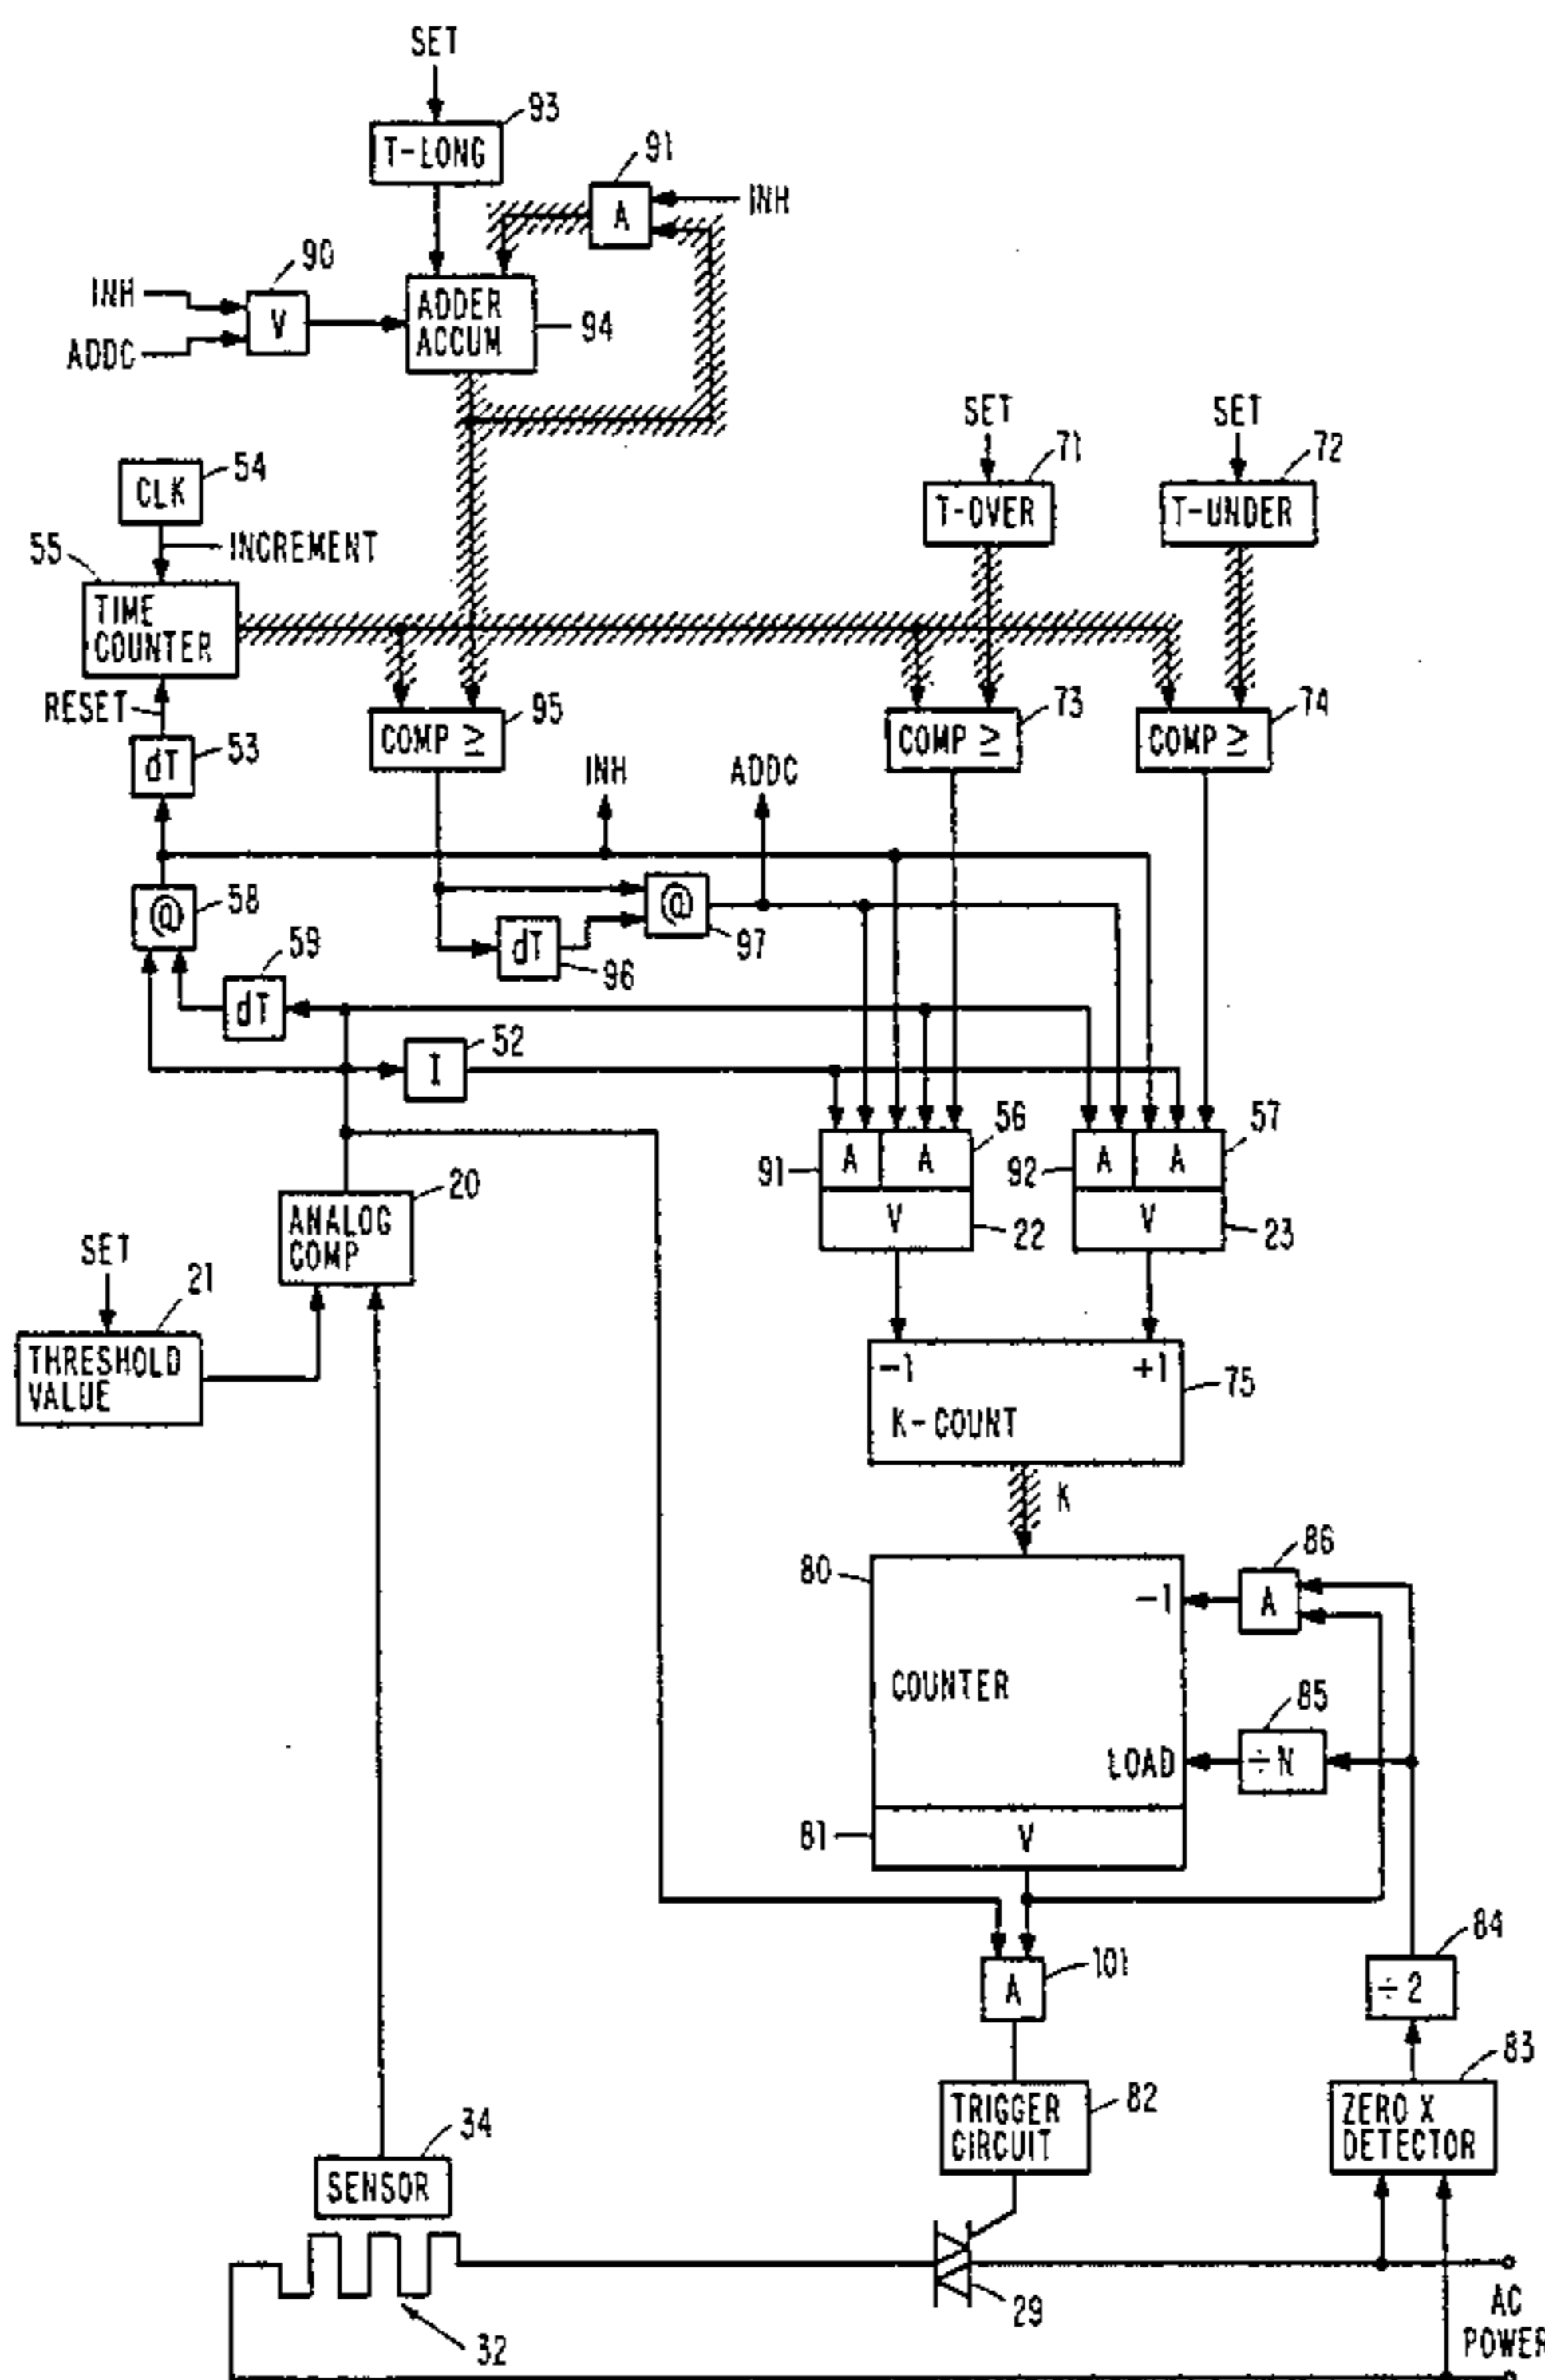 SET
93
T-LONG
91
A
INH
90
INH
V
ADDC
ADDER
ACCUM
94
SET
71
T-OVER
SET
72
T-UNDER
CLK
54
INCREMENT
55
TIME
COUNTER
RESET
dT
53
COMP ≥
95
COMP ≥
73
COMP ≥
74
INH
ADDC
@
58
@
97
dT
96
59
dT
I
52
56
57
91
A
A
V
22
92
A
A
V
23
20
ANALOG
COMP
SET
21
THRESHOLD
VALUE
-1
+1
K-COUNT
75
K
80
-1
COUNTER
LOAD
86
A
85
÷N
81
V
A
101
84
÷2
83
ZERO X
DETECTOR
TRIGGER
CIRCUIT
82
34
SENSOR
29
32
AC
POWER